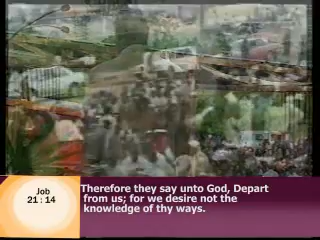 Job
21 : 14
Therefore they say unto God, Depart
from us; for we desire not the
knowledge of thy ways.